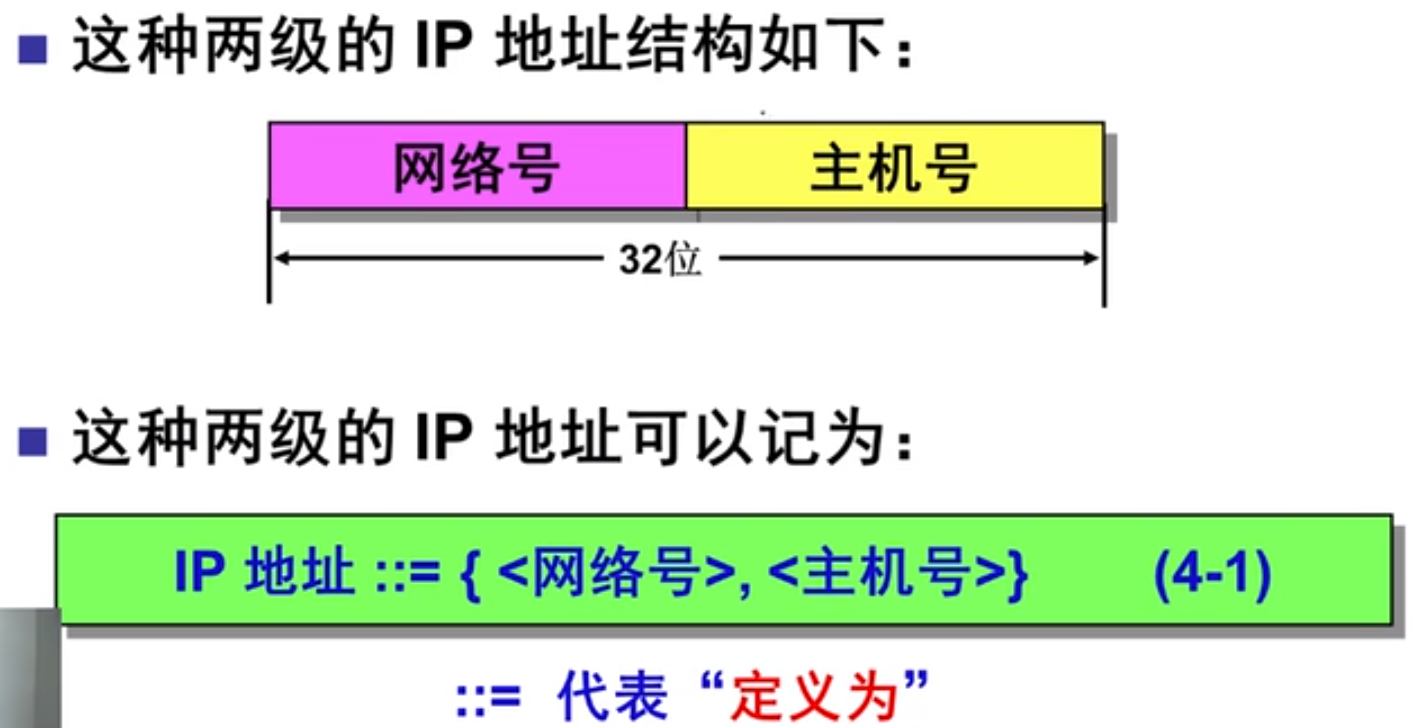 这种两级的 IP 地址结构如下：
网络号 主机号
32位
这种两级的 IP 地址可以记为：
IP 地址 ::= { <网络号>, <主机号>} (4-1)
::= 代表“定义为”